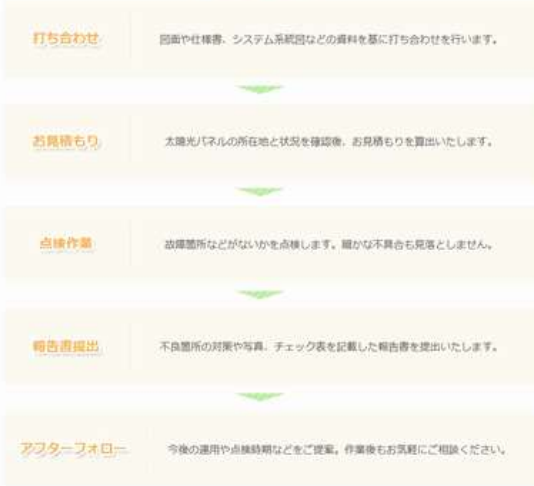 打ち合わせ
図面や仕様書、システム系統図などの資料を基に打ち合わせを行います。
お見積もり
太陽光パネルの所在地と状況を確認後、お見積もりを算出いたします。
点検作業
故障箇所などがないかを点検します。細かな不具合も見落としません。
報告書提出
不良箇所の対策や写真、チェック表を記載した報告書を提出いたします。
アフターフォロー
今後の運用や点検時期などをご提案。作業後もお気軽にご相談ください。